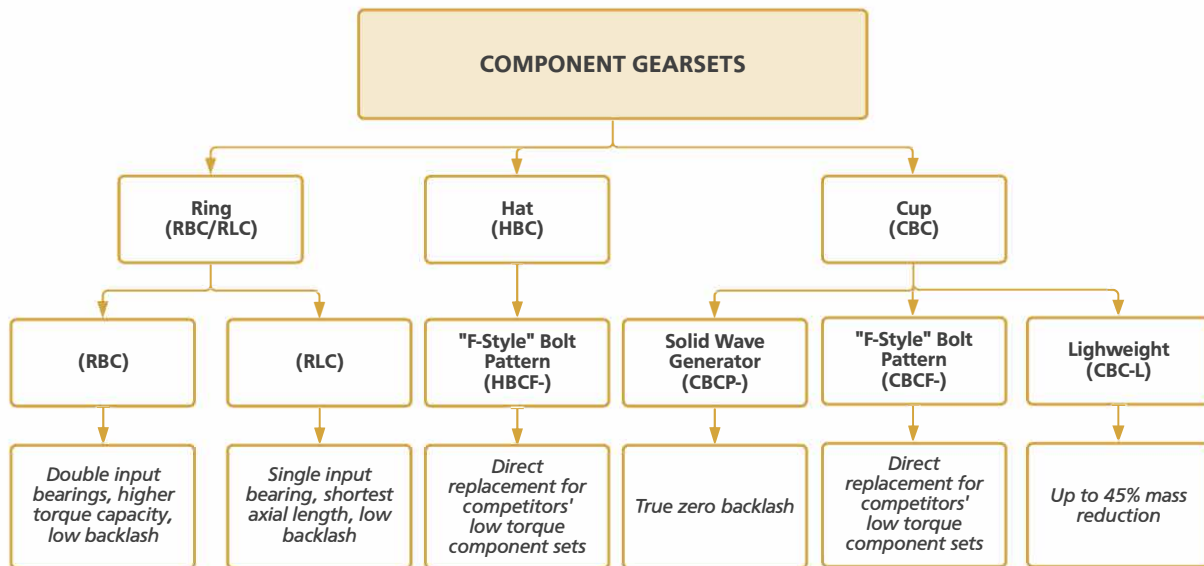 COMPONENT GEARSETS
Ring
(RBC/RLC)
Hat
(HBC)
Cup
(CBC)
(RBC)
(RLC)
"F-Style" Bolt
Pattern
(HBCF-)
Solid Wave
Generator
(CBCP-)
"F-Style" Bolt
Pattern
(CBCF-)
Lighweight
(CBC-L)
Double input
bearings, higher
torque capacity,
low backlash
Single input
bearing, shortest
axial length, low
backlash
Direct
replacement for
competitors'
low torque
component sets
True zero backlash
Direct
replacement for
competitors'
low torque
component sets
Up to 45% mass
reduction